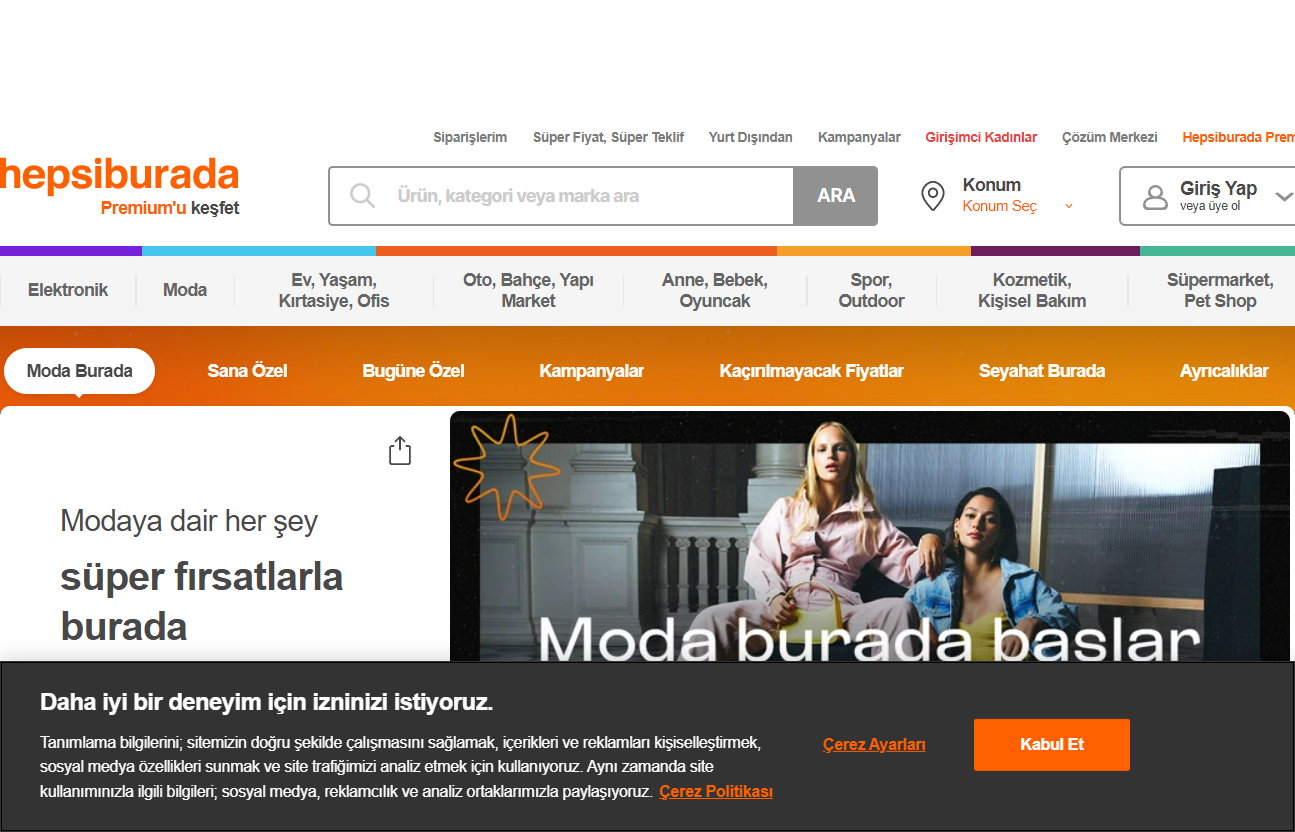 Siparişlerim
Süper Fiyat, Süper Teklif
Yurt Dışından
Kampanyalar
Girişimci Kadınlar
Çözüm Merkezi
Hepsiburada Prem
hepsiburada
Premium'u keşfet
Ürün, kategori veya marka ara
ARA
Konum
Konum Seç
Giriş Yap
veya üye ol
Elektronik
Moda
Ev, Yaşam,
Kırtasiye, Ofis
Oto, Bahçe, Yapı
Market
Anne, Bebek,
Oyuncak
Spor,
Outdoor
Kozmetik,
Kişisel Bakım
Süpermarket,
Pet Shop
Moda Burada
Sana Özel
Bugüne Özel
Kampanyalar
Kaçırılmayacak Fiyatlar
Seyahat Burada
Ayrıcalıklar
Modaya dair her şey
süper fırsatlarla
burada
Moda burada baslar
Daha iyi bir deneyim için izninizi istiyoruz.
Tanımlama bilgilerini; sitemizin doğru şekilde çalışmasını sağlamak, içerikleri ve reklamları kişiselleştirmek,
sosyal medya özellikleri sunmak ve site trafiğimizi analiz etmek için kullanıyoruz. Aynı zamanda site
kullanımınızla ilgili bilgileri; sosyal medya, reklamcılık ve analiz ortaklarımızla paylaşıyoruz. Çerez Politikası
Çerez Ayarları
Kabul Et